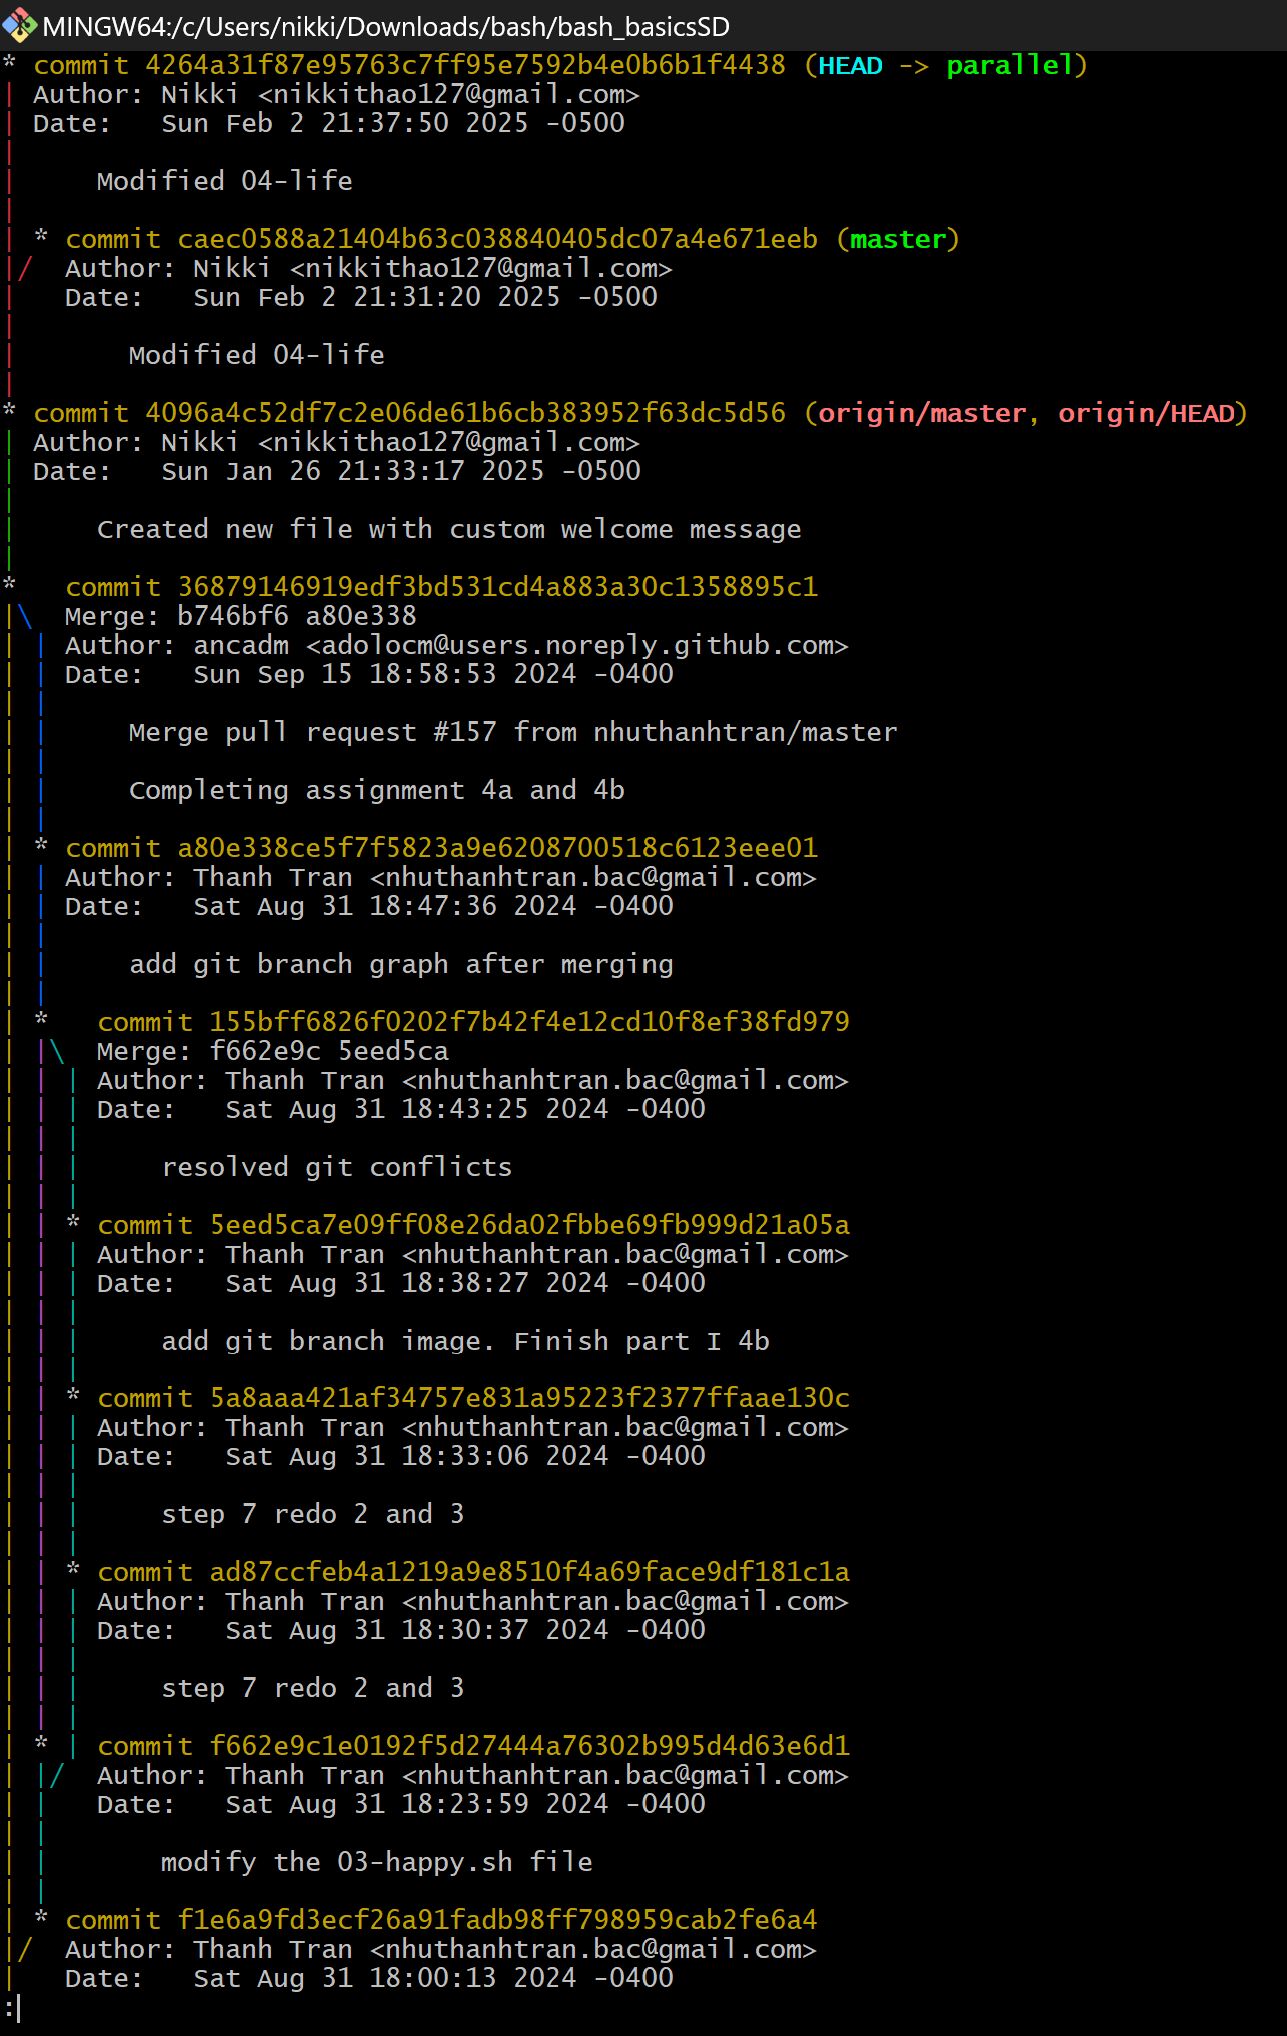 MINGW64:/c/Users/nikki/Downloads/bash/bash_basicsSD
* commit 4264a31f87e95763c7ff95e7592b4e0b6b1f4438 (HEAD -> parallel)
| Author: Nikki <nikkithao127@gmail.com>
| Date:   Sun Feb 2 21:37:50 2025 -0500
|
|     Modified 04-life
|
| * commit caec0588a21404b63c038840405dc07a4e671eeb (master)
|/  Author: Nikki <nikkithao127@gmail.com>
|   Date:   Sun Feb 2 21:31:20 2025 -0500
|
|       Modified 04-life
|
* commit 4096a4c52df7c2e06de61b6cb383952f63dc5d56 (origin/master, origin/HEAD)
| Author: Nikki <nikkithao127@gmail.com>
| Date:   Sun Jan 26 21:33:17 2025 -0500
|
|     Created new file with custom welcome message
|
*   commit 36879146919edf3bd531cd4a883a30c1358895c1
|\  Merge: b746bf6 a80e338
| | Author: ancadm <adolocm@users.noreply.github.com>
| | Date:   Sun Sep 15 18:58:53 2024 -0400
| |
| |     Merge pull request #157 from nhuthanhtran/master
| |
| |     Completing assignment 4a and 4b
| |
| * commit a80e338ce5f7f5823a9e6208700518c6123eee01
| | Author: Thanh Tran <nhuthanhtran.bac@gmail.com>
| | Date:   Sat Aug 31 18:47:36 2024 -0400
| |
| |     add git branch graph after merging
| |
| *   commit 155bff6826f0202f7b42f4e12cd10f8ef38fd979
| |\  Merge: f662e9c 5eed5ca
| | | Author: Thanh Tran <nhuthanhtran.bac@gmail.com>
| | | Date:   Sat Aug 31 18:43:25 2024 -0400
| | |
| | |     resolved git conflicts
| | |
| | * commit 5eed5ca7e09ff08e26da02fbbe69fb999d21a05a
| | | Author: Thanh Tran <nhuthanhtran.bac@gmail.com>
| | | Date:   Sat Aug 31 18:38:27 2024 -0400
| | |
| | |     add git branch image. Finish part I 4b
| | |
| | * commit 5a8aaa421af34757e831a95223f2377ffaae130c
| | | Author: Thanh Tran <nhuthanhtran.bac@gmail.com>
| | | Date:   Sat Aug 31 18:33:06 2024 -0400
| | |
| | |     step 7 redo 2 and 3
| | |
| | * commit ad87ccfeb4a1219a9e8510f4a69face9df181c1a
| | | Author: Thanh Tran <nhuthanhtran.bac@gmail.com>
| | | Date:   Sat Aug 31 18:30:37 2024 -0400
| | |
| | |     step 7 redo 2 and 3
| | |
| * | commit f662e9c1e0192f5d27444a76302b995d4d63e6d1
| |/  Author: Thanh Tran <nhuthanhtran.bac@gmail.com>
| |   Date:   Sat Aug 31 18:23:59 2024 -0400
| |
| |       modify the 03-happy.sh file
| |
| * commit f1e6a9fd3ecf26a91fadb98ff798959cab2fe6a4
|/  Author: Thanh Tran <nhuthanhtran.bac@gmail.com>
|   Date:   Sat Aug 31 18:00:13 2024 -0400
: